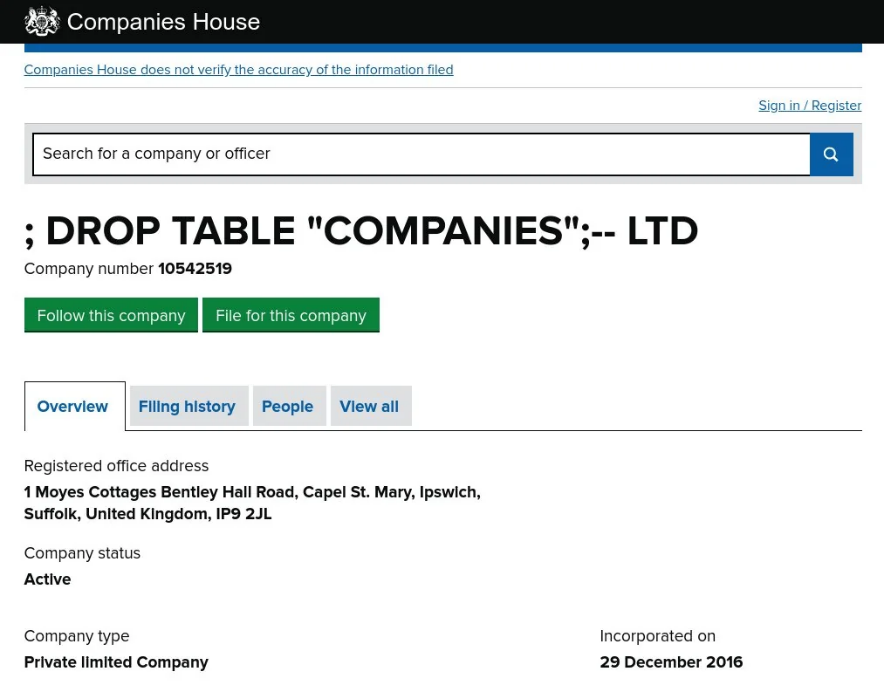 Companies House
Companies House does not verify the accuracy of the information filed
Sign in / Register
Search for a company or officer
; DROP TABLE "COMPANIES";-- LTD
Company number 10542519
Follow this company
File for this company
Overview
Filing history
People
View all
Registered office address
1 Moyes Cottages Bentley Hall Road, Capel St. Mary, Ipswich,
Suffolk, United Kingdom, IP9 2JL
Company status
Active
Company type
Incorporated on
Private limited Company
29 December 2016